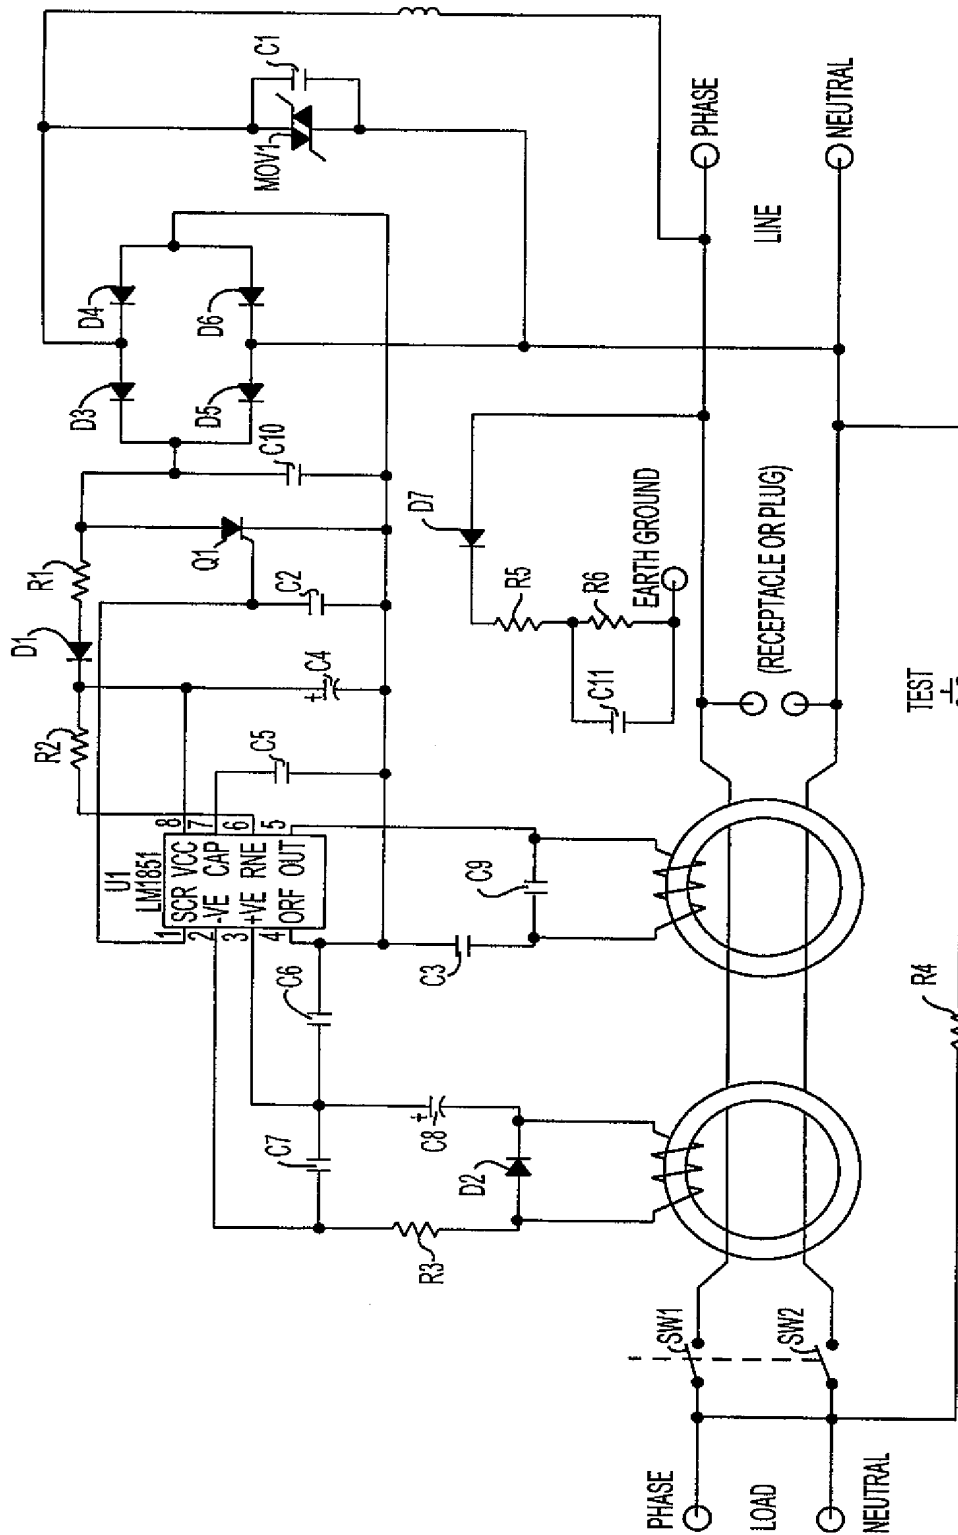 C1
MOV1
PHASE
NEUTRAL
LINE
D4
D6
D3
D5
C10
Q1
R1
C2
D1
C4
R2
C5
+
D7
R5
R6
EARTH GROUND
C11
(RECEPTACLE OR PLUG)
TEST
U1
LM1851
1 SCR VCC 8
2 -VE CAP 7
3 +VE RNE 6
4 ORF OUT 5
C9
C3
C6
C7
C8
+
D2
R3
R4
SW1
SW2
PHASE
LOAD
NEUTRAL